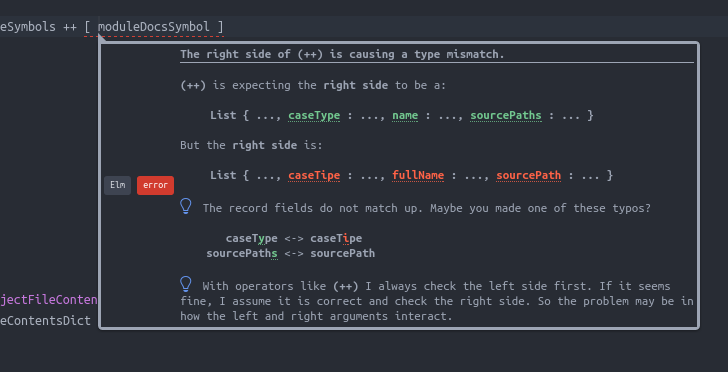 eSymbols ++ [ moduleDocsSymbol ]
The right side of (++) is causing a type mismatch.
(++) is expecting the right side to be a:
List { ..., caseType : ..., name : ..., sourcePaths : ... }
But the right side is:
List { ..., caseTipe : ..., fullName : ..., sourcePath : ... }
Elm error
The record fields do not match up. Maybe you made one of these typos?
caseType <-> caseTipe
sourcePaths <-> sourcePath
With operators like (++) I always check the left side first. If it seems
fine, I assume it is correct and check the right side. So the problem may be in
how the left and right arguments interact.
jectFileConten
eContentsDict